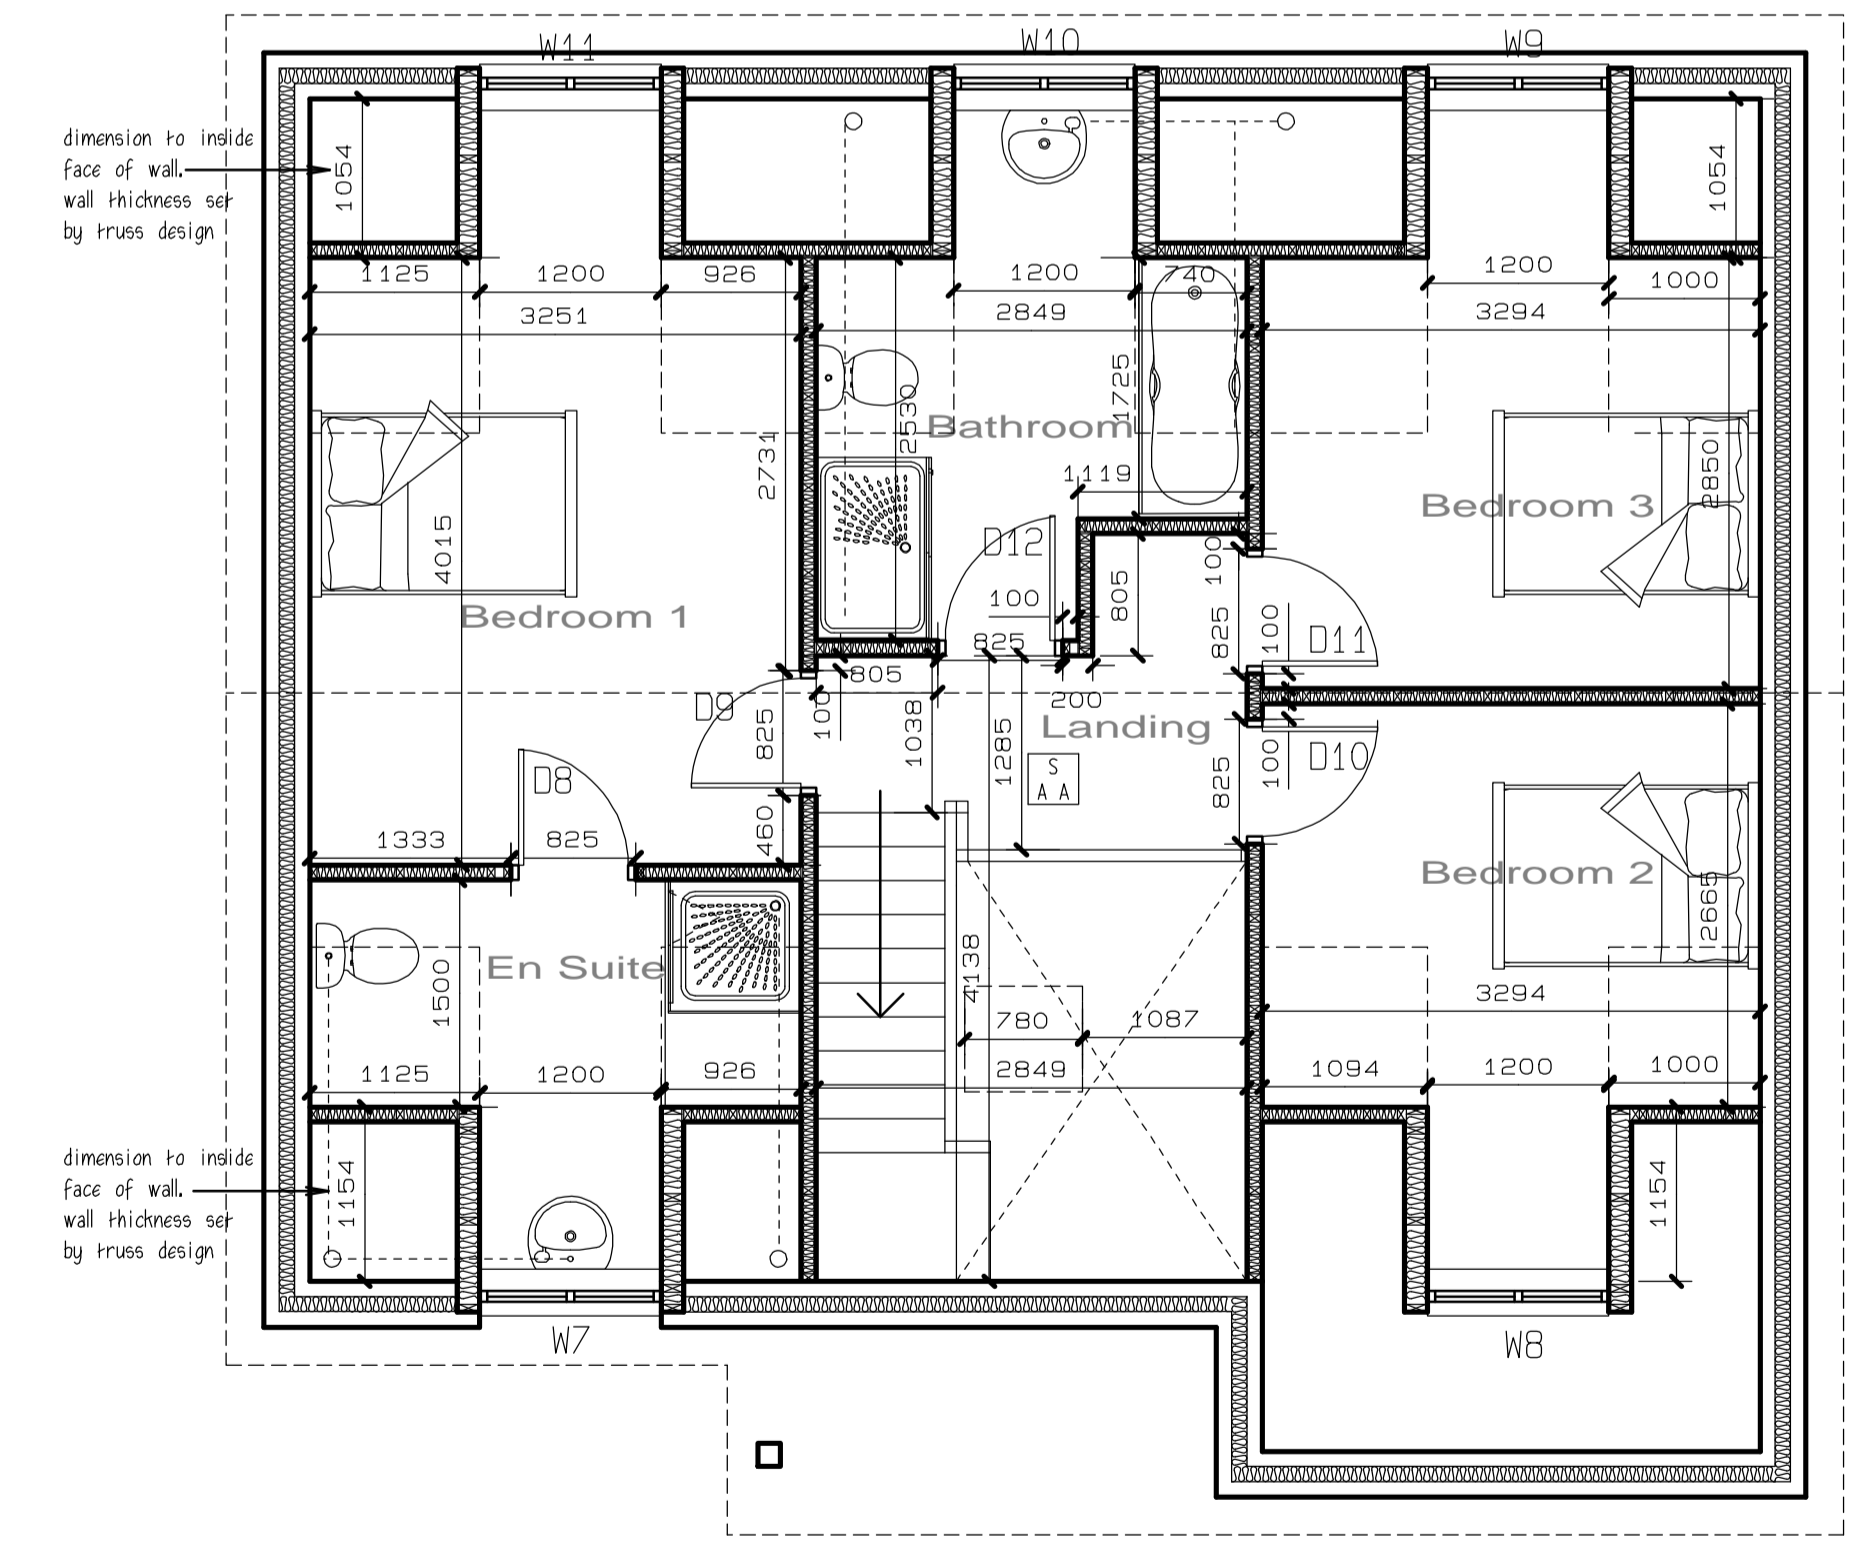 W11
W10
W9
dimension to inside
face of wall.
wall thickness set
by truss design
1054
1054
1125
1200
926
1200
740
1200
1000
3251
2849
3294
1725
2530
Bathroom
2731
1119
2850
Bedroom 3
4015
D12
100
100
805
Bedroom 1
825
825
100
D11
805
200
D9
825
100
1038
1285
Landing
S
A A
825
100
D10
D8
1333
825
460
Bedroom 2
2665
En Suite
1500
4138
3294
780
1087
1125
1200
926
2849
1094
1200
1000
dimension to inside
face of wall.
wall thickness set
by truss design
1154
1154
W7
W8